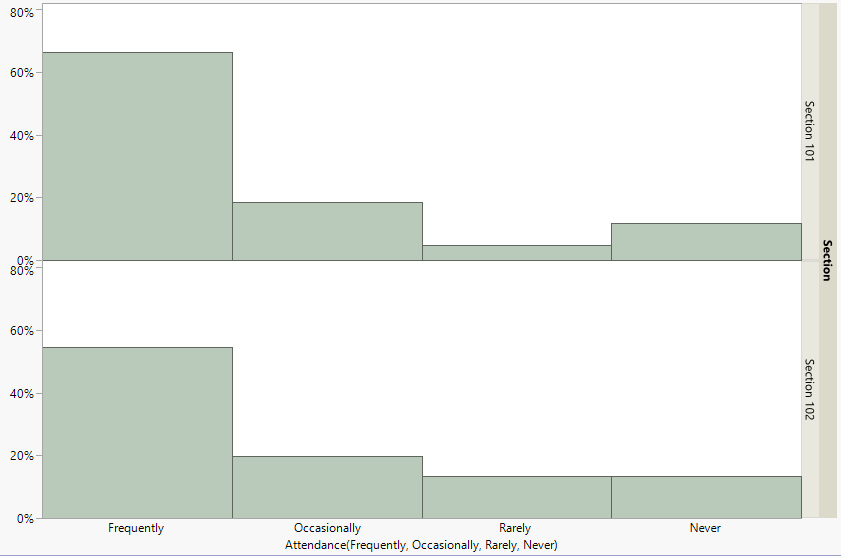 80%
60%
40%
20%
0%
Section 101
80%
60%
40%
20%
0%
Section 102
Section
Frequently Occasionally Rarely Never
Attendance(Frequently, Occasionally, Rarely, Never)